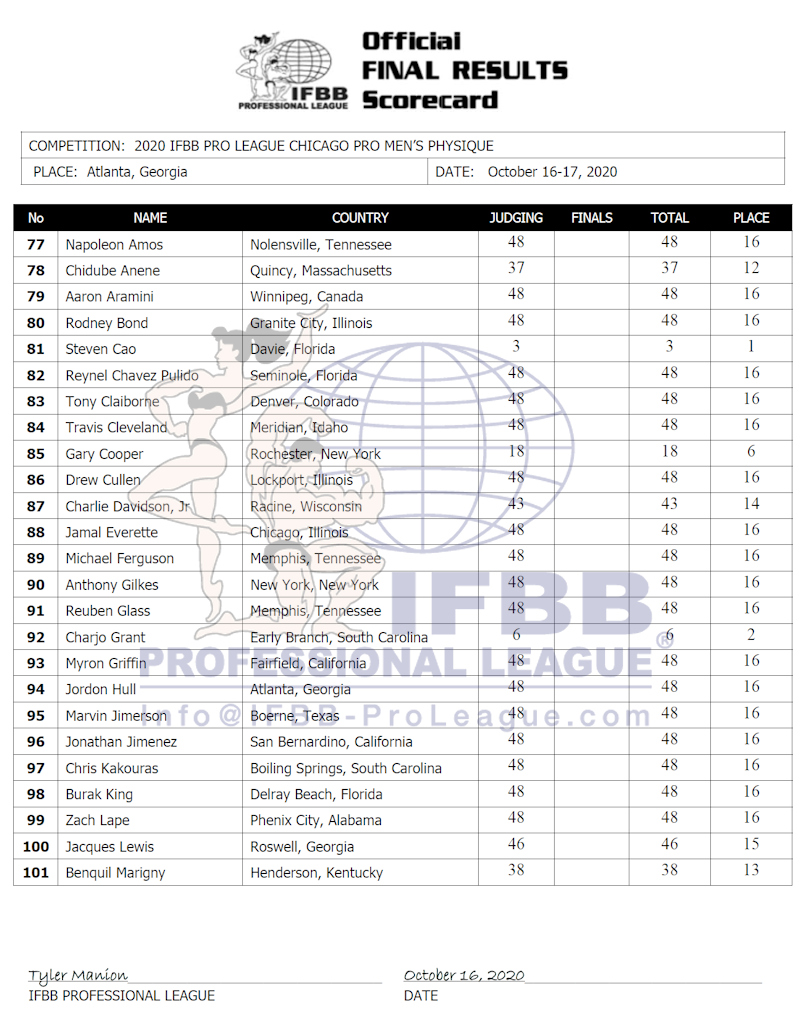 IFBB
PROFESSIONAL LEAGUE
Official
FINAL RESULTS
Scorecard
COMPETITION: 2020 IFBB PRO LEAGUE CHICAGO PRO MEN'S PHYSIQUE
PLACE: Atlanta, Georgia DATE: October 16-17, 2020
No NAME COUNTRY JUDGING FINALS TOTAL PLACE
77 Napoleon Amos Nolensville, Tennessee 48 48 16
78 Chidube Anene Quincy, Massachusetts 37 37 12
79 Aaron Aramini Winnipeg, Canada 48 48 16
80 Rodney Bond Granite City, Illinois 48 48 16
81 Steven Cao Davie, Florida 3 3 1
82 Reynel Chavez Pulido Seminole, Florida 48 48 16
83 Tony Claiborne Denver, Colorado 48 48 16
84 Travis Cleveland Meridian, Idaho 48 48 16
85 Gary Cooper Rochester, New York 18 18 6
86 Drew Cullen Lockport, Illinois 48 48 16
87 Charlie Davidson, Jr Racine, Wisconsin 43 43 14
88 Jamal Everette Chicago, Illinois 48 48 16
89 Michael Ferguson Memphis, Tennessee 48 48 16
90 Anthony Gilkes New York, New York 48 48 16
91 Reuben Glass Memphis, Tennessee 48 48 16
92 Charjo Grant Early Branch, South Carolina 6 6 2
93 Myron Griffin Fairfield, California 48 48 16
94 Jordon Hull Atlanta, Georgia 48 48 16
95 Marvin Jimerson Boerne, Texas 48 48 16
96 Jonathan Jimenez San Bernardino, California 48 48 16
97 Chris Kakouras Boiling Springs, South Carolina 48 48 16
98 Burak King Delray Beach, Florida 48 48 16
99 Zach Lape Phenix City, Alabama 48 48 16
100 Jacques Lewis Roswell, Georgia 46 46 15
101 Benquil Marigny Henderson, Kentucky 38 38 13
IFBB
PROFESSIONAL LEAGUE ®
Info@IFBB-ProLeague.com
Tyler Manion October 16, 2020
IFBB PROFESSIONAL LEAGUE DATE